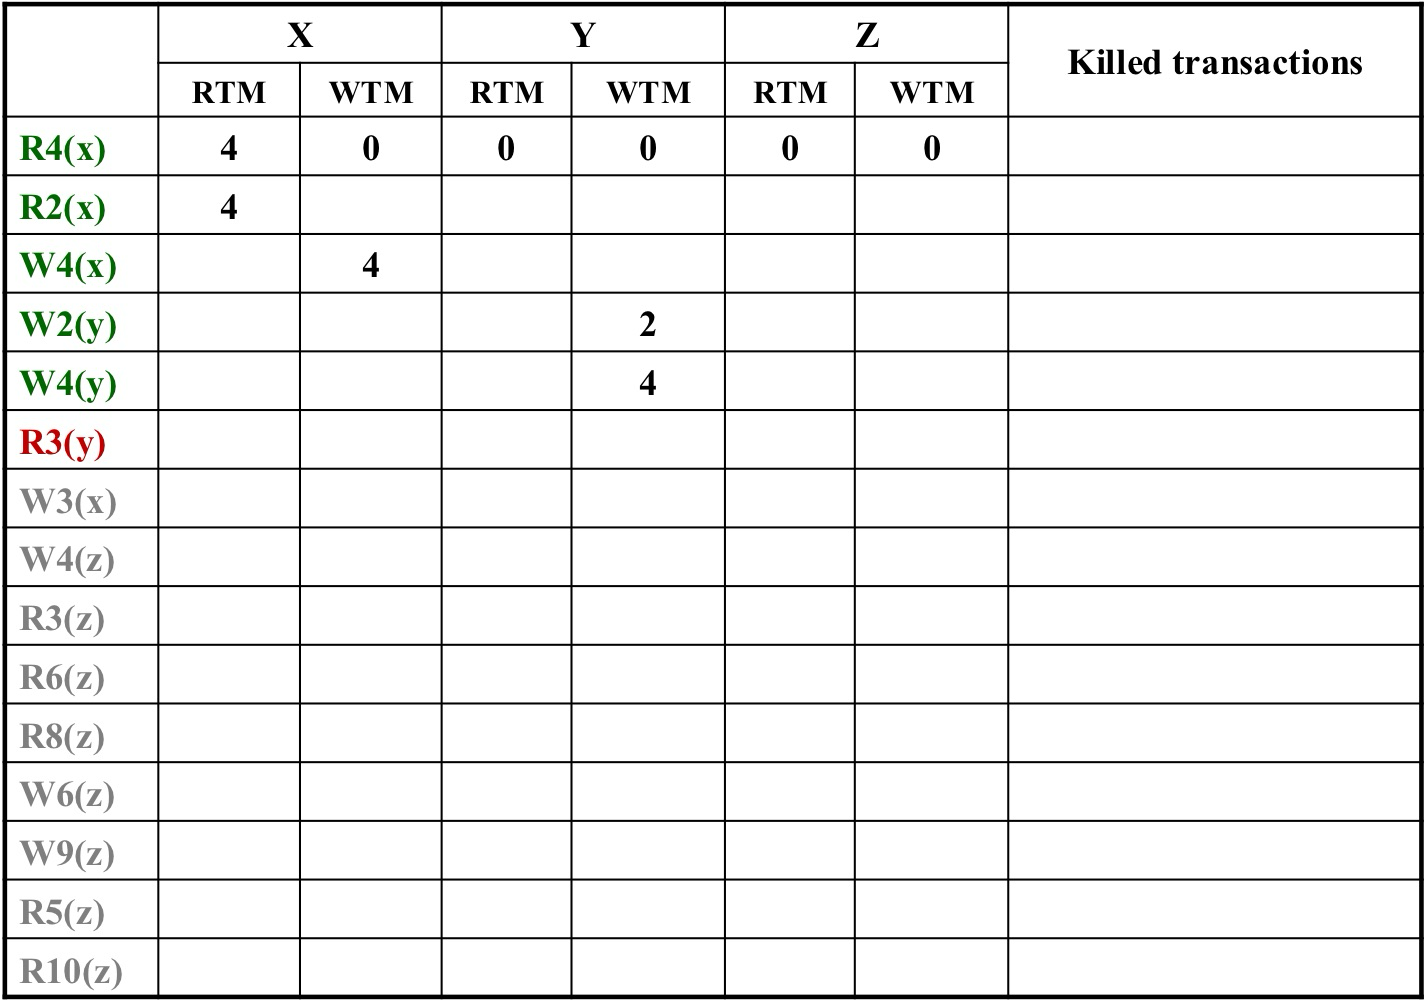 X Y Z Killed transactions
RTM WTM RTM WTM RTM WTM
R4(x) 4 0 0 0 0 0
R2(x) 4
W4(x) 4
W2(y) 2
W4(y) 4
R3(y)
W3(x)
W4(z)
R3(z)
R6(z)
R8(z)
W6(z)
W9(z)
R5(z)
R10(z)